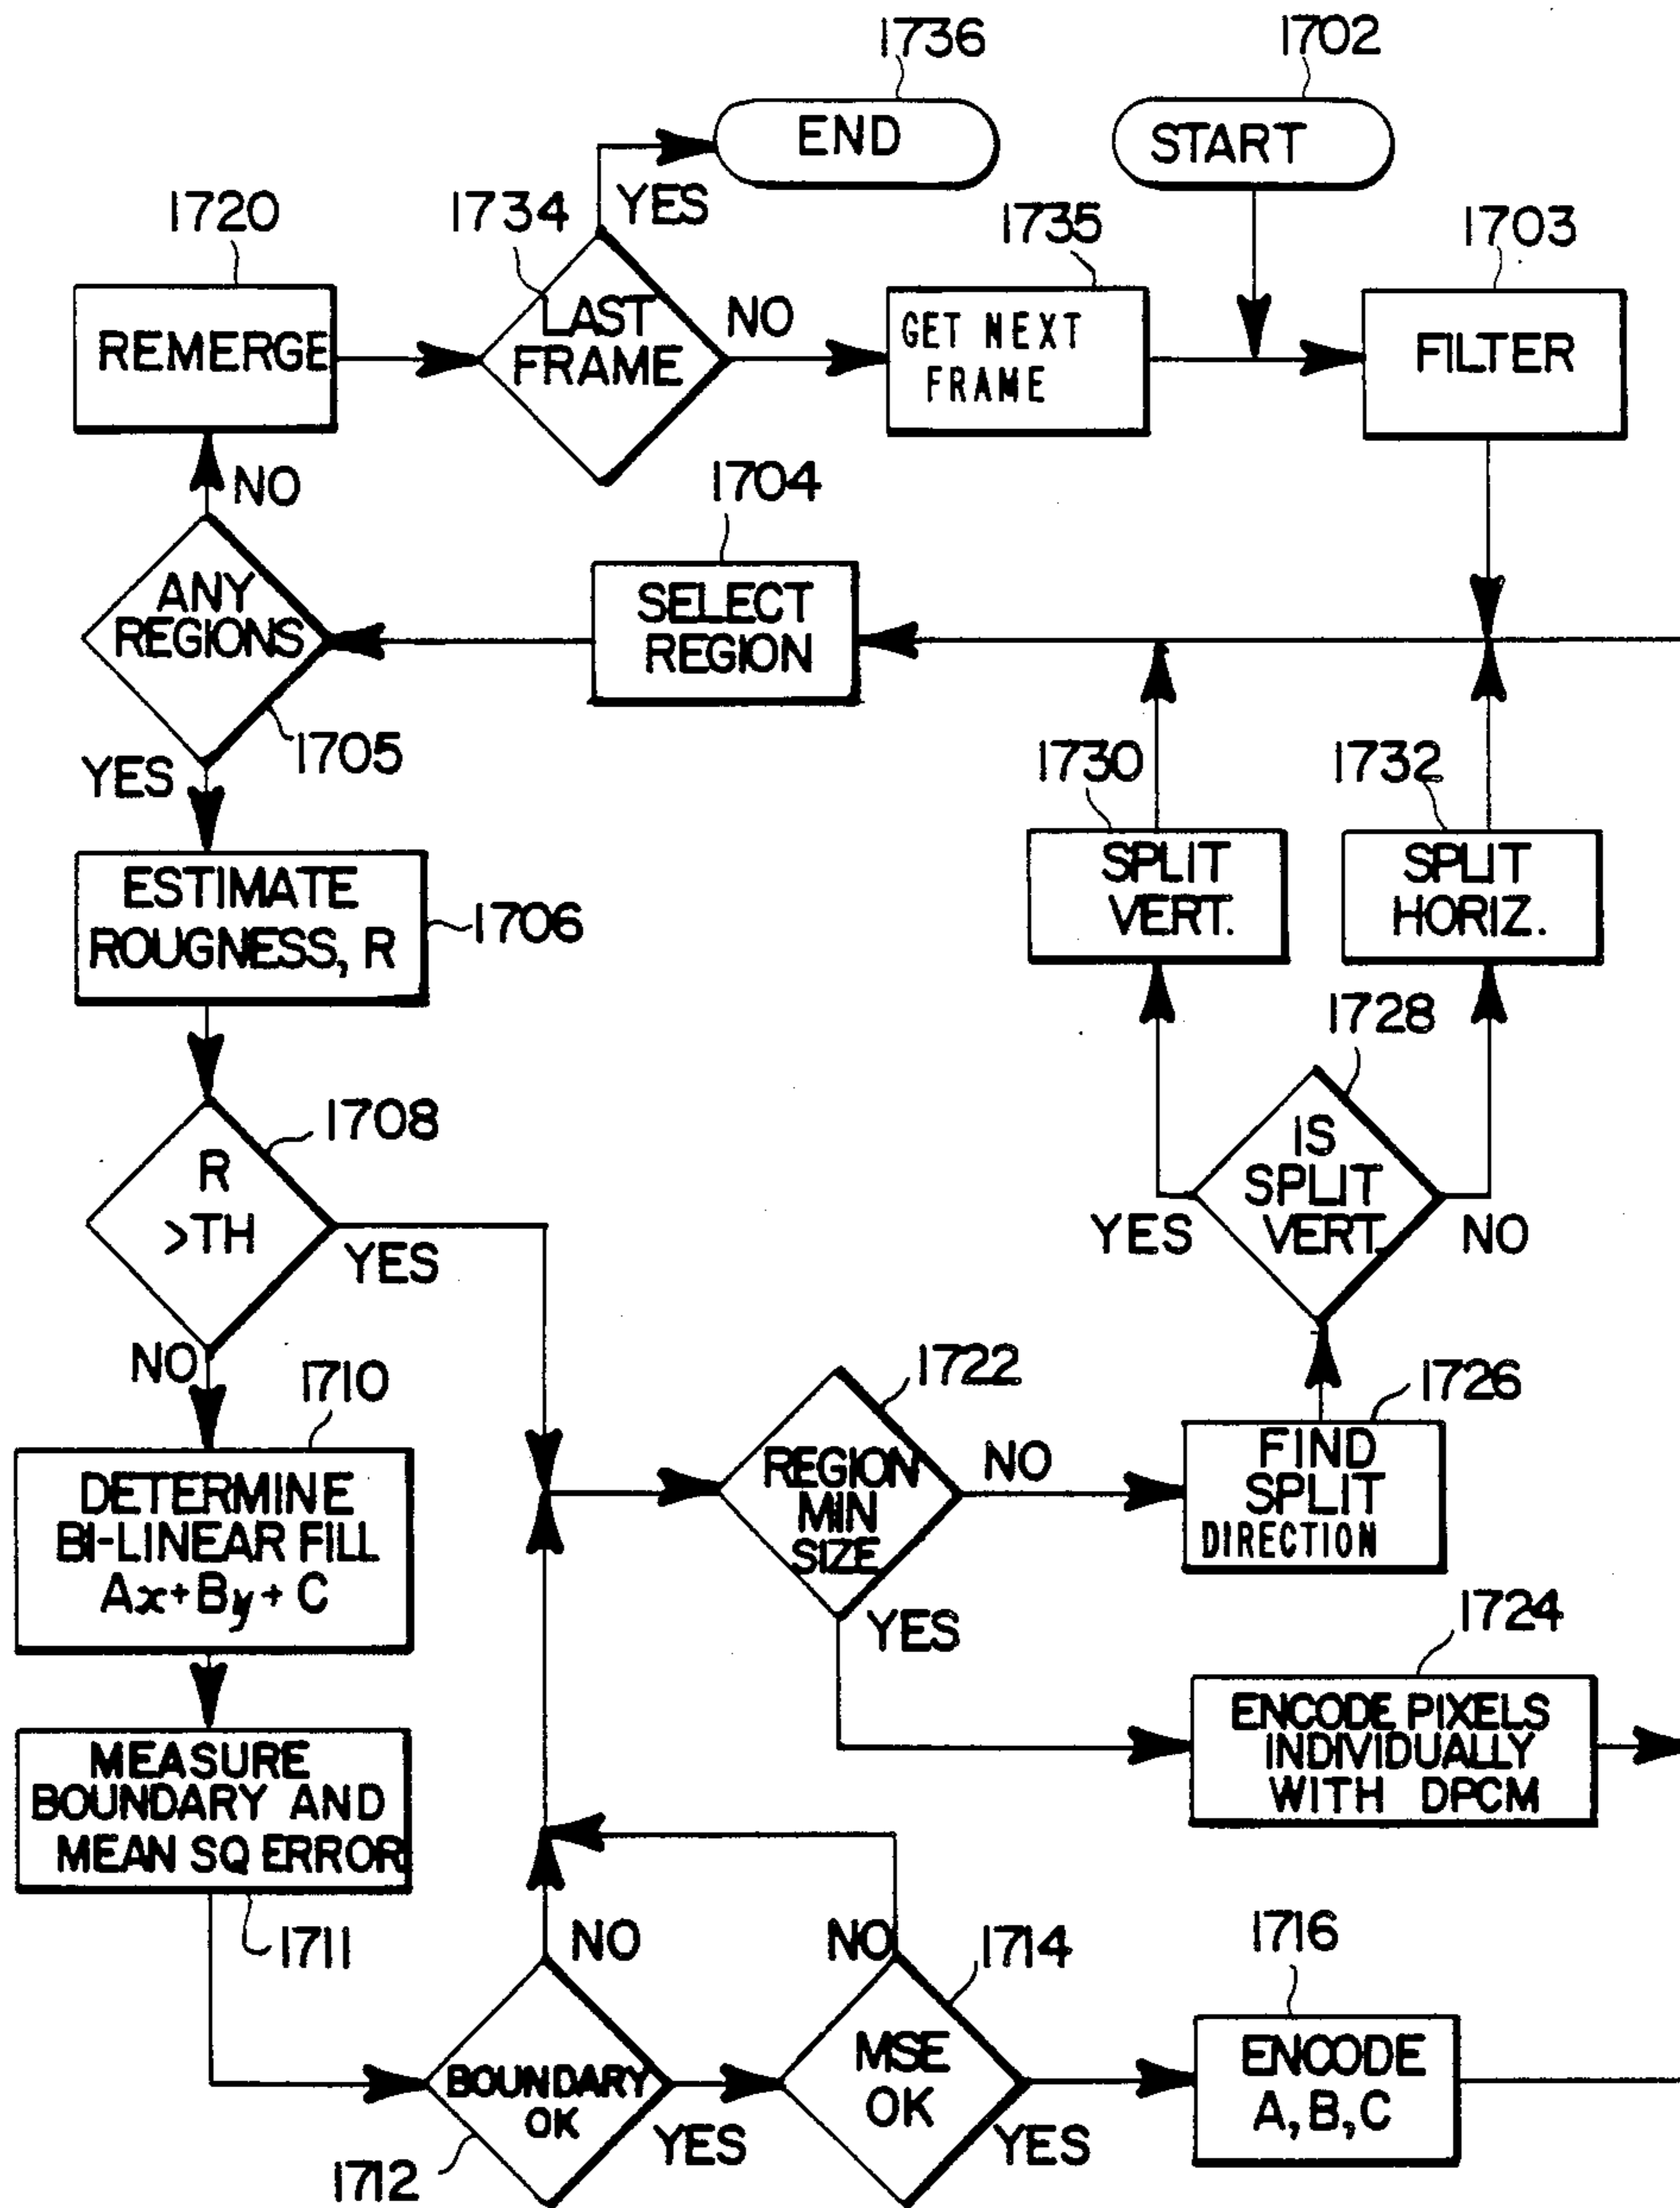 1736
1702
END
START
1720
1734
YES
1735
1703
REMERGE
LAST
FRAME
NO
GET NEXT
FRAME
FILTER
NO
1704
ANY
REGIONS
SELECT
REGION
1705
YES
1730
1732
ESTIMATE
ROUGNESS, R
1706
SPLIT
VERT.
SPLIT
HORIZ.
1728
1708
R
>TH
YES
IS
SPLIT
VERT.
YES
NO
NO
1710
1722
1726
DETERMINE
BI-LINEAR FILL
Ax+By+C
REGION
MIN
SIZE
NO
FIND
SPLIT
DIRECTION
YES
1724
MEASURE
BOUNDARY AND
MEAN SQ ERROR
ENCODE PIXELS
INDIVIDUALLY
WITH DPCM
1711
NO
NO
1714
1716
BOUNDARY
OK
YES
MSE
OK
YES
ENCODE
A, B, C
1712